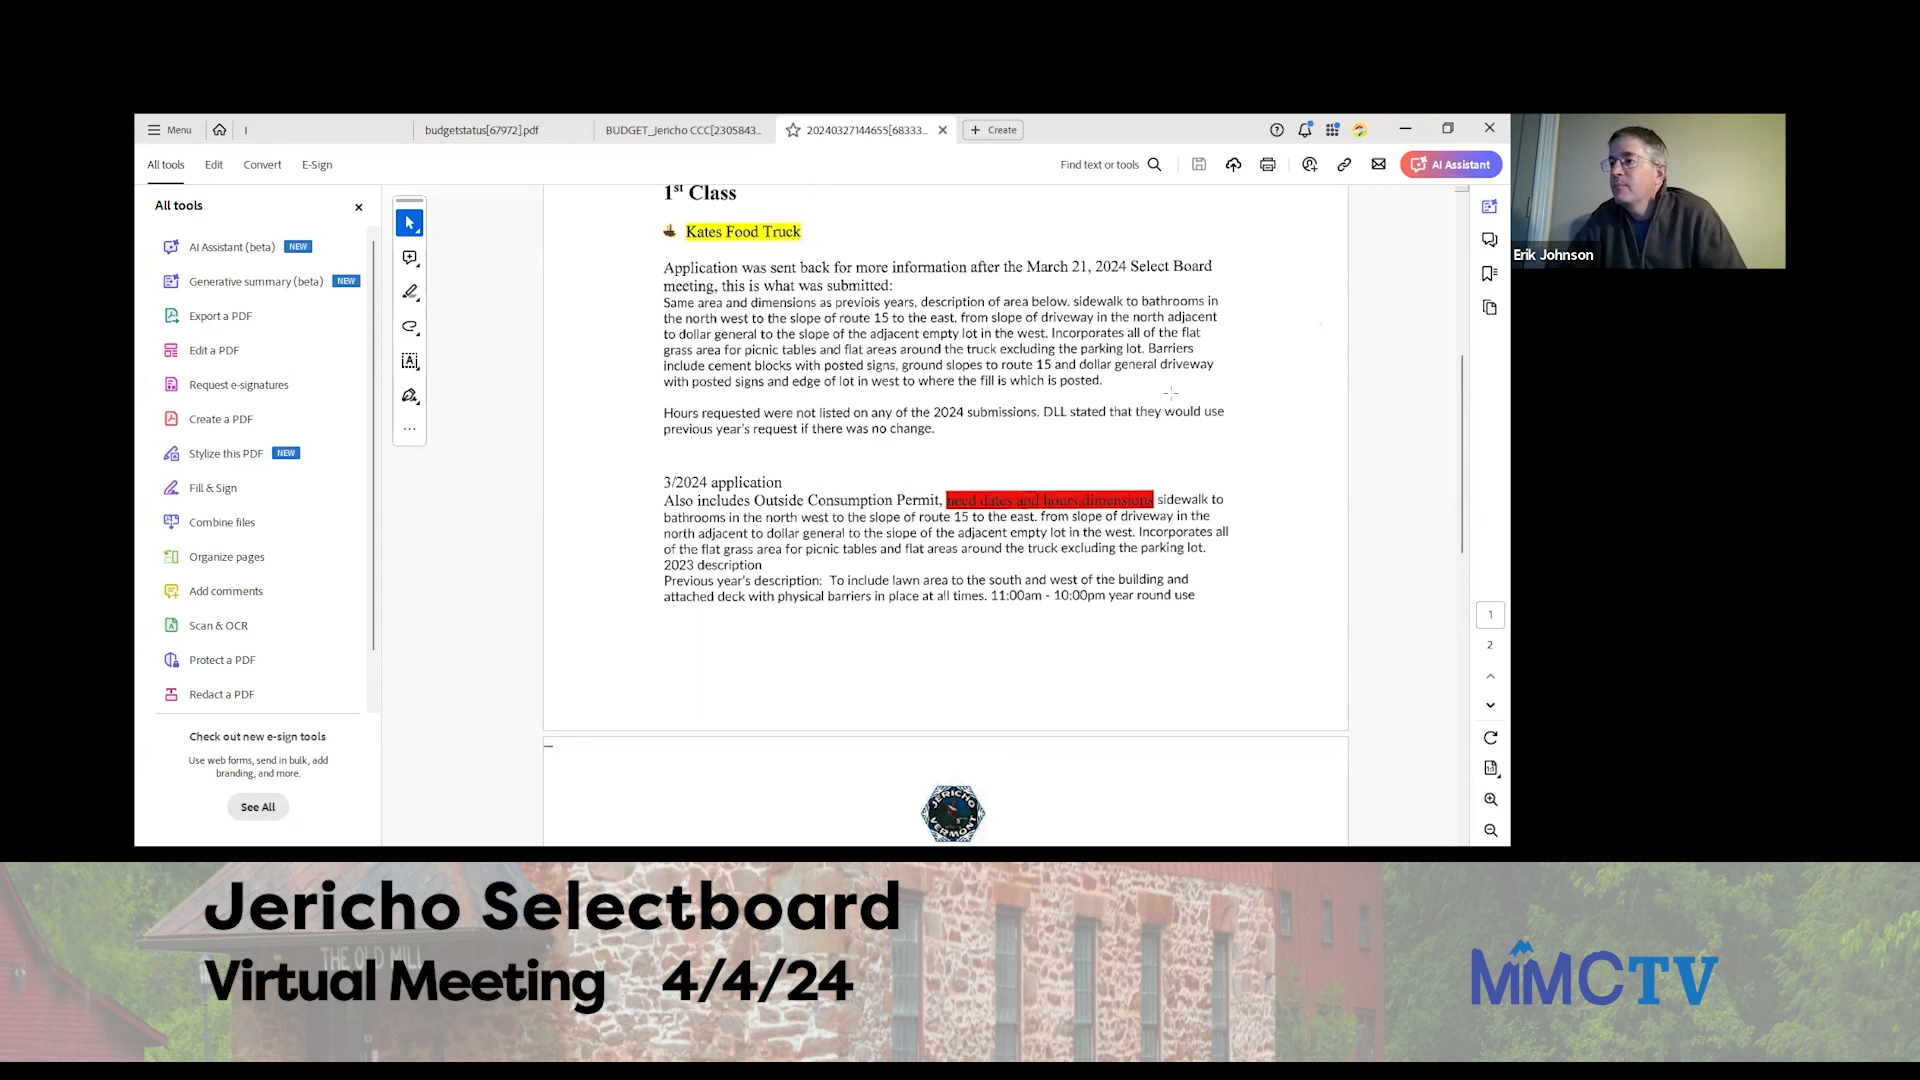 Menu
I
budgetstatus[67972].pdf
BUDGET_Jericho CCC[2305843...
20240327144655[68333...
Create
All tools
Edit
Convert
E-Sign
Find text or tools
AI Assistant
All tools
AI Assistant (beta) NEW
Generative summary (beta) NEW
Export a PDF
Edit a PDF
Request e-signatures
Create a PDF
Stylize this PDF NEW
Fill & Sign
Combine files
Organize pages
Add comments
Scan & OCR
Protect a PDF
Redact a PDF
Check out new e-sign tools
Use web forms, send in bulk, add
branding, and more.
See All
1st Class
Kates Food Truck
Application was sent back for more information after the March 21, 2024 Select Board
meeting, this is what was submitted:
Same area and dimensions as previois years, description of area below. sidewalk to bathrooms in
the north west to the slope of route 15 to the east. from slope of driveway in the north adjacent
to dollar general to the slope of the adjacent empty lot in the west. Incorporates all of the flat
grass area for picnic tables and flat areas around the truck excluding the parking lot. Barriers
include cement blocks with posted signs, ground slopes to route 15 and dollar general driveway
with posted signs and edge of lot in west to where the fill is which is posted.
Hours requested were not listed on any of the 2024 submissions. DLL stated that they would use
previous year's request if there was no change.
3/2024 application
Also includes Outside Consumption Permit, need dates and hours,dimensions sidewalk to
bathrooms in the north west to the slope of route 15 to the east. from slope of driveway in the
north adjacent to dollar general to the slope of the adjacent empty lot in the west. Incorporates all
of the flat grass area for picnic tables and flat areas around the truck excluding the parking lot.
2023 description
Previous year's description: To include lawn area to the south and west of the building and
attached deck with physical barriers in place at all times. 11:00am - 10:00pm year round use
JERICHO
VERMONT
1
2
Erik Johnson
THE OLD MILL
Jericho Selectboard
Virtual Meeting 4/4/24
MMCTV